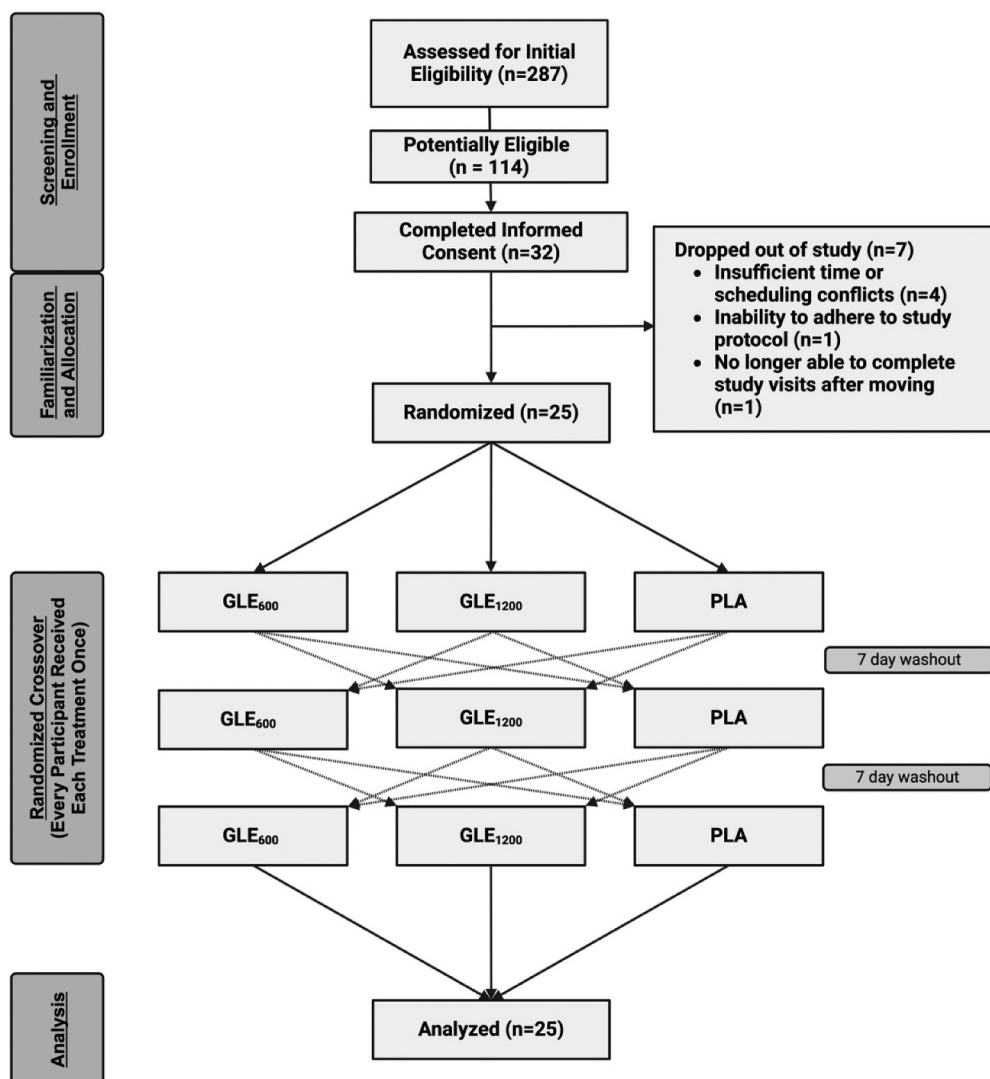 Screening and
Enrollment
Assessed for Initial
Eligibility (n=287)
Potentially Eligible
(n = 114)
Completed Informed
Consent (n=32)
Familiarization
and Allocation
Dropped out of study (n=7)
• Insufficient time or
scheduling conflicts (n=4)
• Inability to adhere to study
protocol (n=1)
• No longer able to complete
study visits after moving
(n=1)
Randomized (n=25)
Randomized Crossover
(Every Participant Received
Each Treatment Once)
GLE₆₀₀
GLE₁₂₀₀
PLA
7 day washout
GLE₆₀₀
GLE₁₂₀₀
PLA
7 day washout
GLE₆₀₀
GLE₁₂₀₀
PLA
Analysis
Analyzed (n=25)